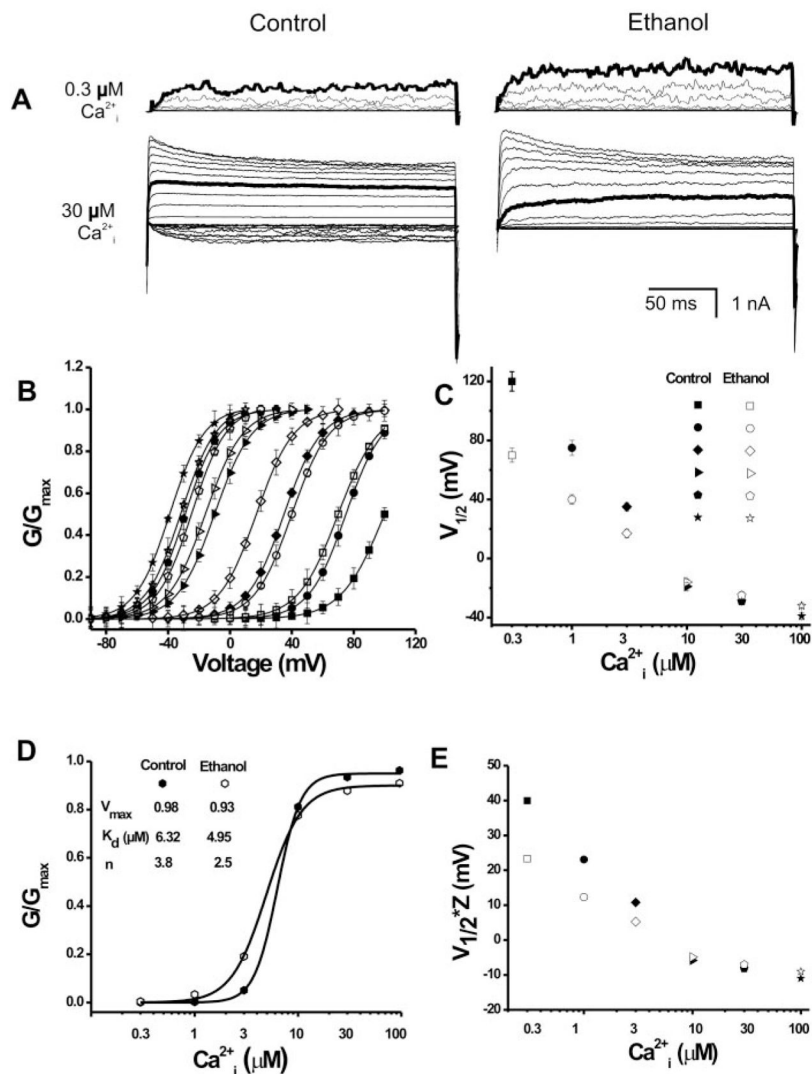 Control Ethanol
A
0.3 µM
Ca²⁺ᵢ
30 µM
Ca²⁺ᵢ
50 ms 1 nA
B
1.2
1.0
0.8
0.6
0.4
0.2
0.0
G/Gmax
-80 -40 0 40 80 120
Voltage (mV)
C
Control Ethanol
120
80
40
0
-40
V1/2 (mV)
0.3 1 3 10 30 100
Ca²⁺ᵢ (µM)
D
Control Ethanol
Vmax 0.98 0.93
Kd (µM) 6.32 4.95
n 3.8 2.5
1.0
0.8
0.6
0.4
0.2
0.0
G/Gmax
0.3 1 3 10 30 100
Ca²⁺ᵢ (µM)
E
50
40
30
20
10
0
-10
-20
V1/2*Z (mV)
0.3 1 3 10 30 100
Ca²⁺ᵢ (µM)